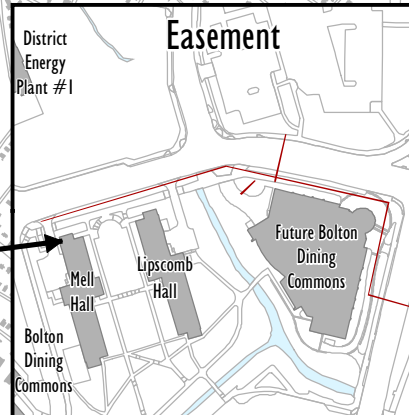 Easement
District
Energy
Plant #1
Future Bolton
Dining
Commons
Lipscomb
Hall
Mell
Hall
Bolton
Dining
Commons